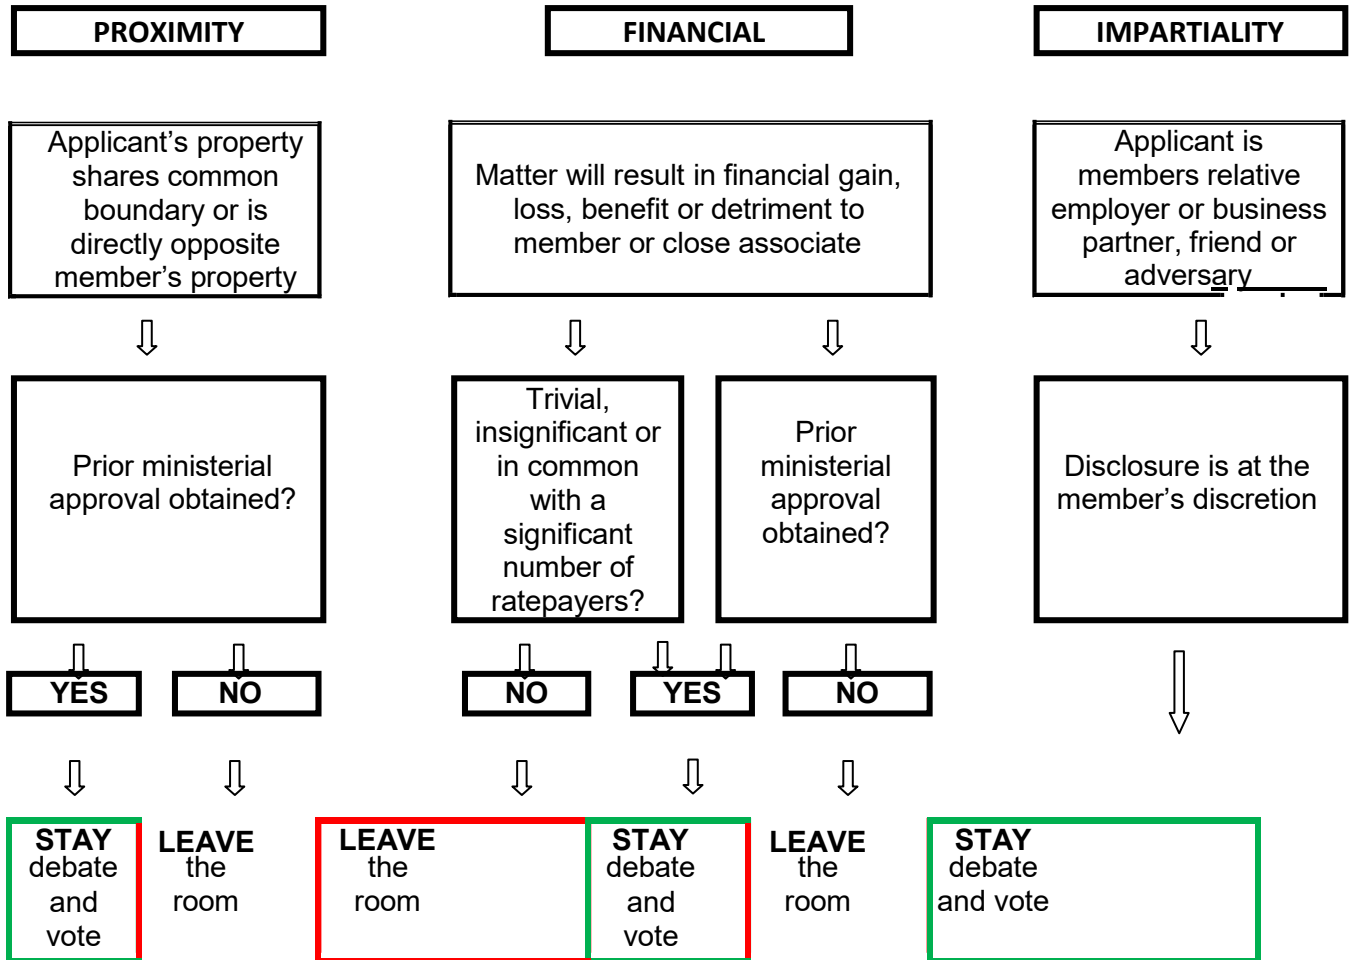 PROXIMITY
FINANCIAL
IMPARTIALITY
Applicant’s property
shares common
boundary or is
directly opposite
member’s property
Matter will result in financial gain,
loss, benefit or detriment to
member or close associate
Applicant is
members relative
employer or business
partner, friend or
adversary
Prior ministerial
approval obtained?
Trivial,
insignificant or
in common
with a
significant
number of
ratepayers?
Prior
ministerial
approval
obtained?
Disclosure is at the
member’s discretion
YES
NO
NO
YES
NO
STAY
debate
and
vote
LEAVE
the
room
LEAVE
the
room
STAY
debate
and
vote
LEAVE
the
room
STAY
debate
and vote